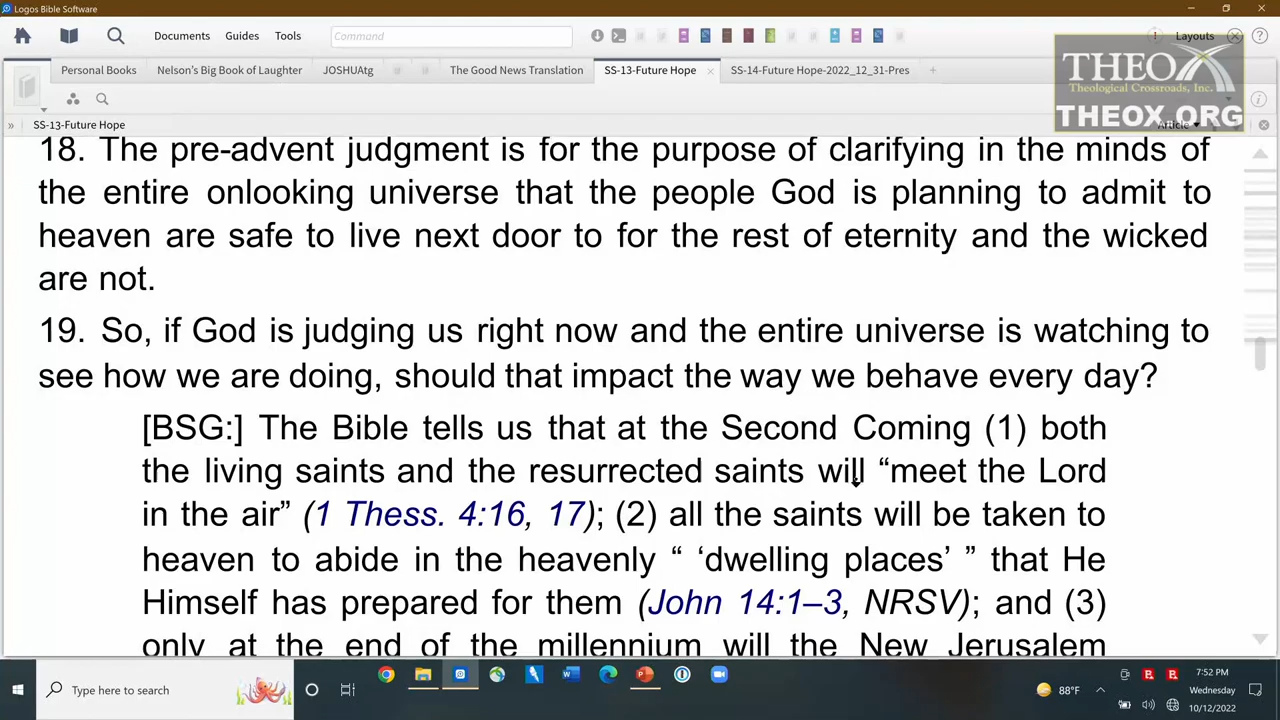 Logos Bible Software
Documents Guides Tools Command Layouts
THEOX
Theological Crossroads, Inc.
THEOX.ORG
Personal Books Nelson's Big Book of Laughter JOSHUAtg The Good News Translation SS-13-Future Hope SS-14-Future Hope-2022_12_31-Pres
SS-13-Future Hope Article
18. The pre-advent judgment is for the purpose of clarifying in the minds of
the entire onlooking universe that the people God is planning to admit to
heaven are safe to live next door to for the rest of eternity and the wicked
are not.
19. So, if God is judging us right now and the entire universe is watching to
see how we are doing, should that impact the way we behave every day?
[BSG:] The Bible tells us that at the Second Coming (1) both
the living saints and the resurrected saints will “meet the Lord
in the air” (1 Thess. 4:16, 17); (2) all the saints will be taken to
heaven to abide in the heavenly “ ‘dwelling places’ ” that He
Himself has prepared for them (John 14:1–3, NRSV); and (3)
only at the end of the millennium will the New Jerusalem
Type here to search
88°F
7:52 PM
Wednesday
10/12/2022